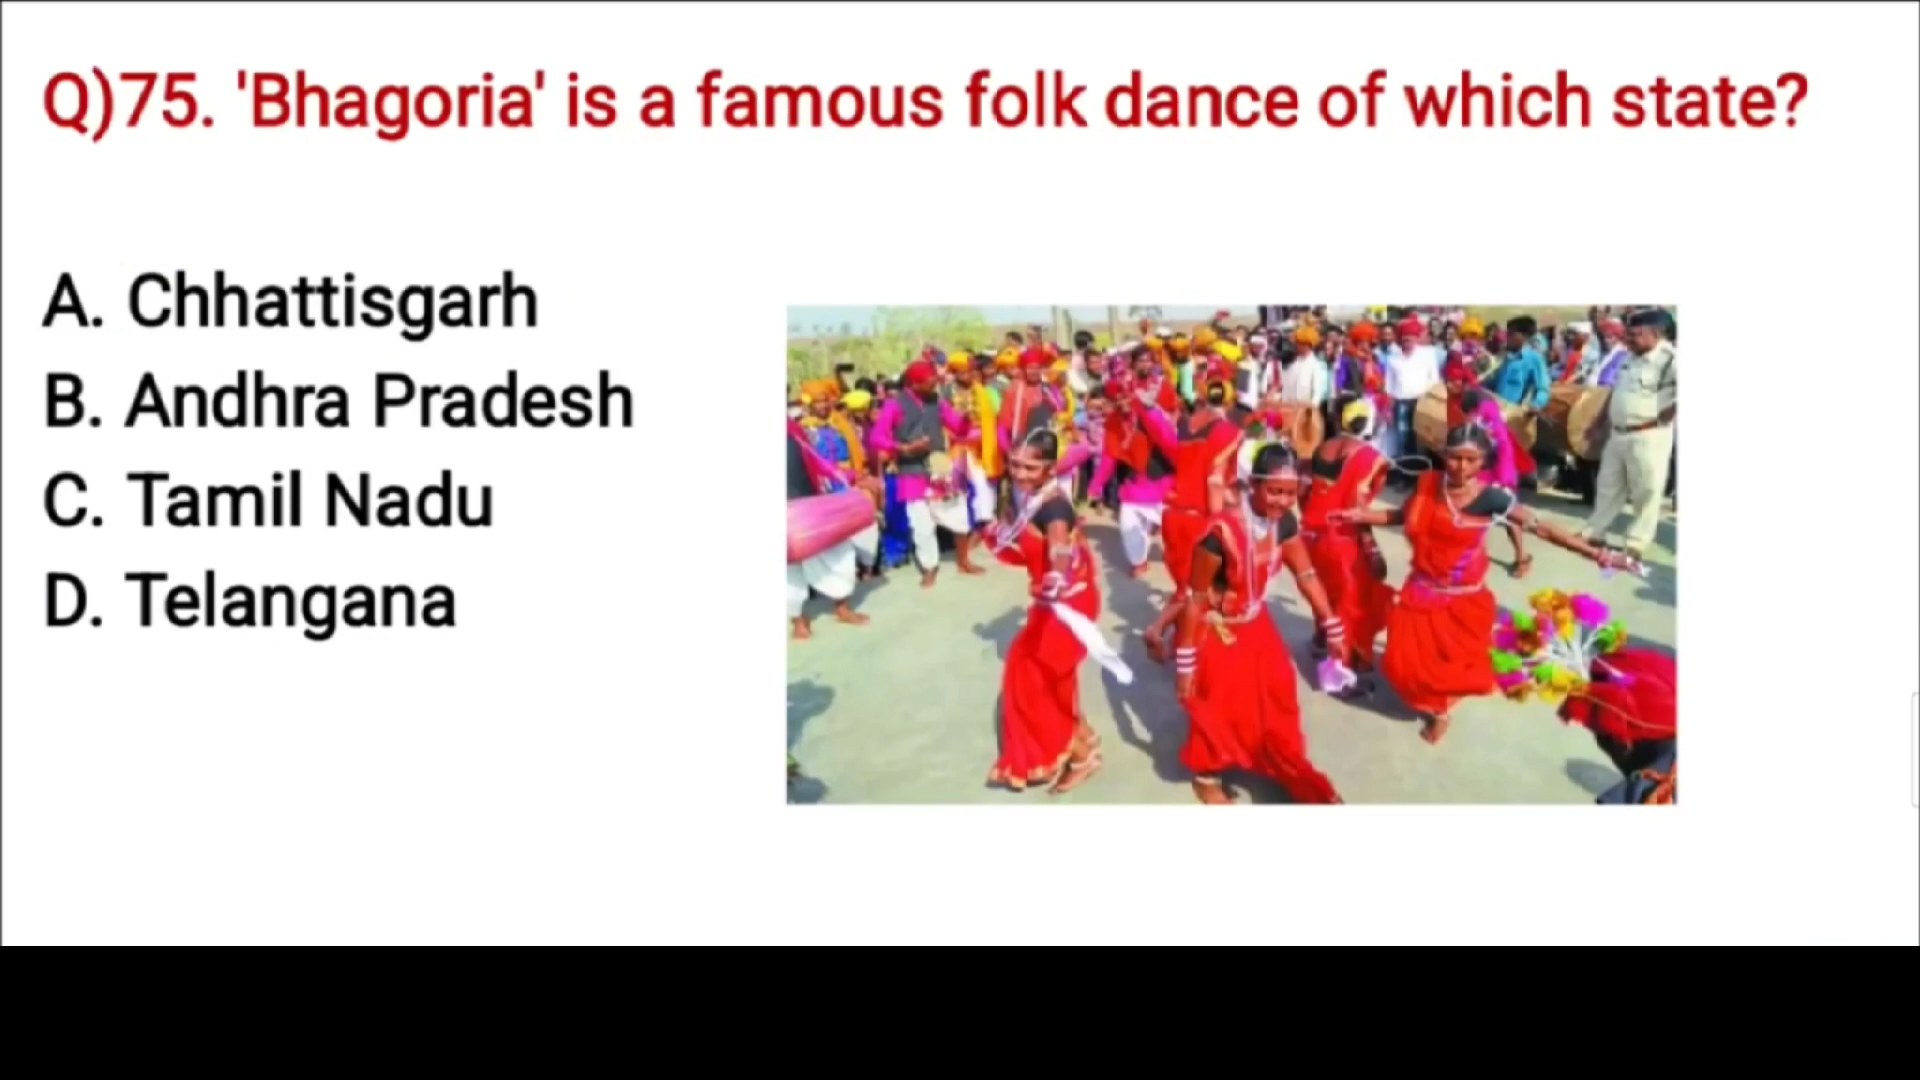 Q)75. 'Bhagoria' is a famous folk dance of which state?
A. Chhattisgarh
B. Andhra Pradesh
C. Tamil Nadu
D. Telangana